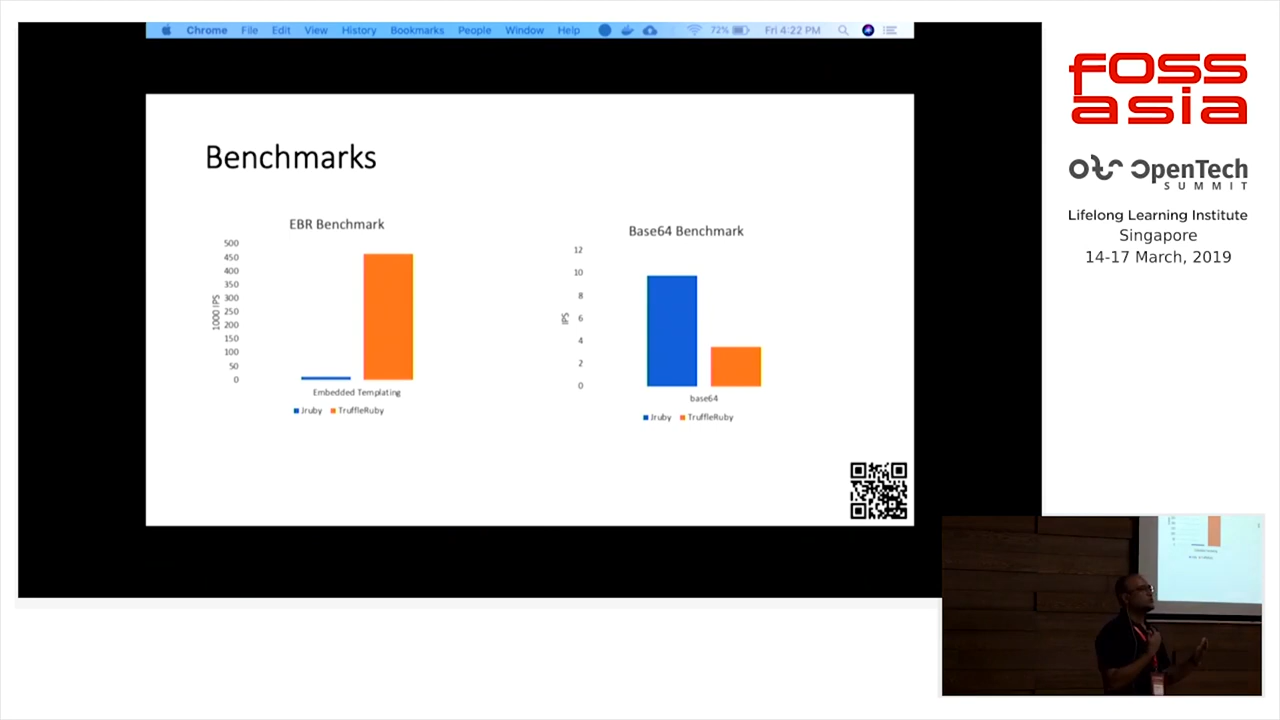 Chrome File Edit View History Bookmarks People Window Help 72% Fri 4:22 PM
Benchmarks
EBR Benchmark
500
450
400
350
300
250
200
150
100
50
0
1000 IPS
Embedded Templating
Jruby TruffleRuby
Base64 Benchmark
12
10
8
6
4
2
0
IPS
base64
Jruby TruffleRuby
fOSS
asia
OpenTech
SUMMIT
Lifelong Learning Institute
Singapore
14-17 March, 2019